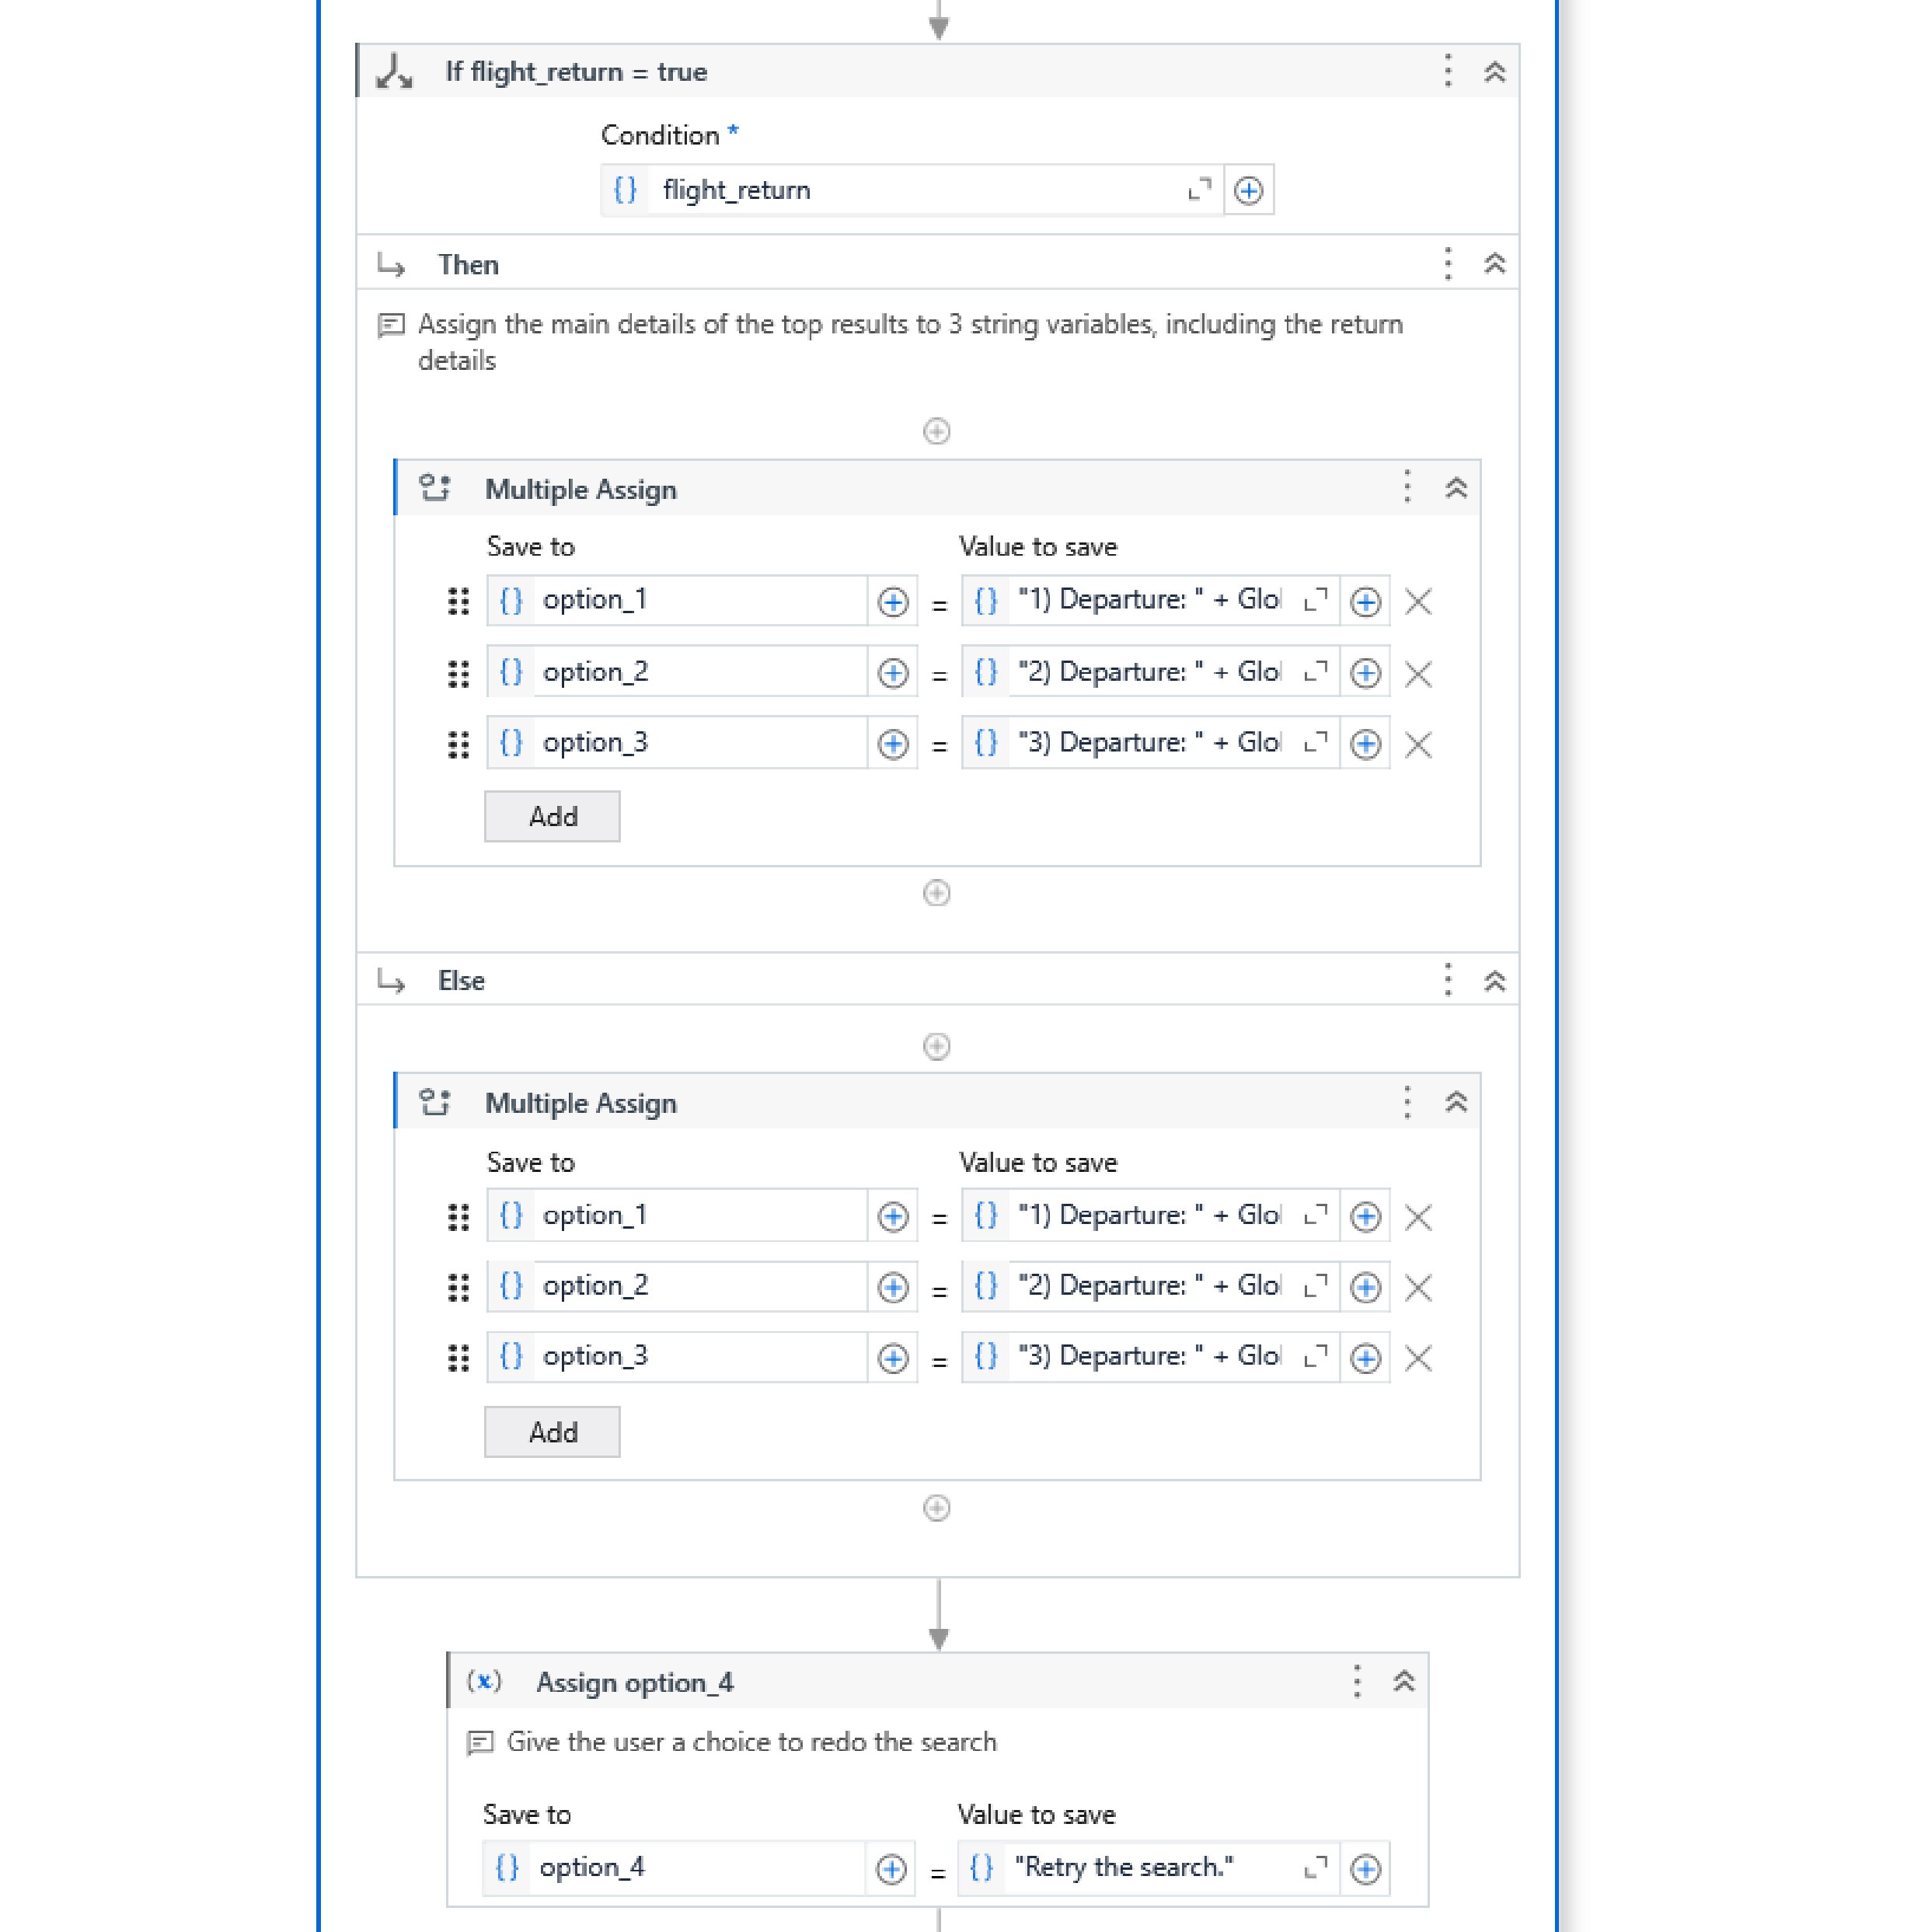 If flight_return = true
Condition *
{} flight_return
Then
Assign the main details of the top results to 3 string variables, including the return
details
Multiple Assign
Save to Value to save
{} option_1 = {} "1) Departure: " + Glo
{} option_2 = {} "2) Departure: " + Glo
{} option_3 = {} "3) Departure: " + Glo
Add
Else
Multiple Assign
Save to Value to save
{} option_1 = {} "1) Departure: " + Glo
{} option_2 = {} "2) Departure: " + Glo
{} option_3 = {} "3) Departure: " + Glo
Add
(x) Assign option_4
Give the user a choice to redo the search
Save to Value to save
{} option_4 = {} "Retry the search."